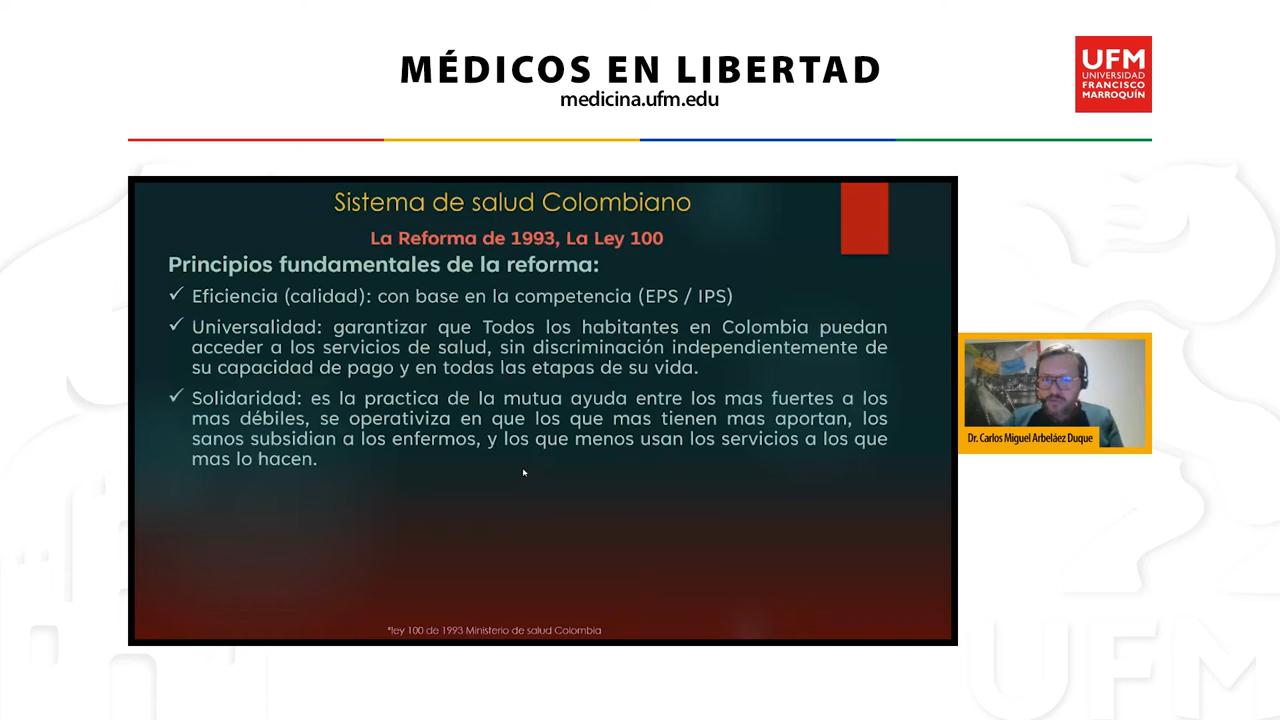 MÉDICOS EN LIBERTAD
medicina.ufm.edu
UFM
UNIVERSIDAD
FRANCISCO
MARROQUÍN
Sistema de salud Colombiano
La Reforma de 1993, La Ley 100
Principios fundamentales de la reforma:
✓ Eficiencia (calidad): con base en la competencia (EPS / IPS)
✓ Universalidad: garantizar que Todos los habitantes en Colombia puedan
acceder a los servicios de salud, sin discriminación independientemente de
su capacidad de pago y en todas las etapas de su vida.
✓ Solidaridad: es la practica de la mutua ayuda entre los mas fuertes a los
mas débiles, se operativiza en que los que mas tienen mas aportan, los
sanos subsidian a los enfermos, y los que menos usan los servicios a los que
mas lo hacen.
Dr. Carlos Miguel Arbeláez Duque
*ley 100 de 1993 Ministerio de salud Colombia
UFM